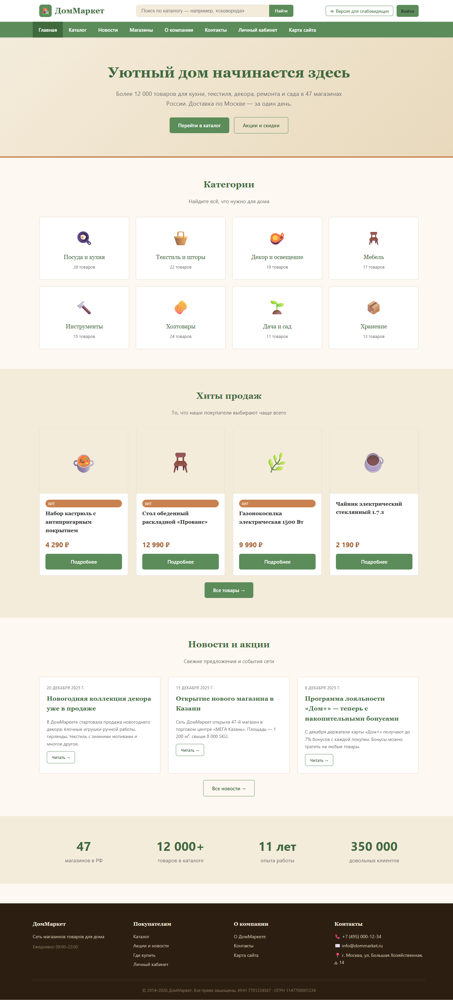 ДомМаркет
Поиск по каталогу — например, «сковорода»
Найти
Версия для слабовидящих
Войти
Главная
Каталог
Новости
Магазины
О компании
Контакты
Личный кабинет
Карта сайта
Уютный дом начинается здесь
Более 12 000 товаров для кухни, текстиля, декора, ремонта и сада в 47 магазинах
России. Доставка по Москве — за один день.
Перейти в каталог
Акции и скидки
Категории
Найдите всё, что нужно для дома
Посуда и кухня
28 товаров
Текстиль и шторы
22 товаров
Декор и освещение
19 товаров
Мебель
17 товаров
Инструменты
15 товаров
Хозтовары
24 товаров
Дача и сад
11 товаров
Хранение
13 товаров
Хиты продаж
То, что наши покупатели выбирают чаще всего
ХИТ
Набор кастрюль с
антипригарным
покрытием
4 290 ₽
Подробнее
ХИТ
Стол обеденный
раскладной «Прованс»
12 990 ₽
Подробнее
ХИТ
Газонокосилка
электрическая 1500 Вт
9 990 ₽
Подробнее
Чайник электрический
стеклянный 1.7 л
2 190 ₽
Подробнее
Все товары →
Новости и акции
Свежие предложения и события сети
20 ДЕКАБРЯ 2025 Г.
Новогодняя коллекция декора
уже в продаже
В ДомМаркете стартовала продажа новогоднего
декора: ёлочные игрушки ручной работы,
гирлянды, текстиль с зимними мотивами и
многое другое.
Читать →
15 ДЕКАБРЯ 2025 Г.
Открытие нового магазина в
Казани
Сеть ДомМаркет открыла 47-й магазин в
торговом центре «МЕГА Казань». Площадь — 1
200 м², свыше 8 000 SKU.
Читать →
8 ДЕКАБРЯ 2025 Г.
Программа лояльности
«Дом+» — теперь с
накопительными бонусами
С декабря держатели карты «Дом+» получают до
7% бонусов с каждой покупки. Бонусы можно
тратить на любые товары.
Читать →
Все новости →
47
магазинов в РФ
12 000+
товаров в каталоге
11 лет
опыта работы
350 000
довольных клиентов
ДомМаркет
Сеть магазинов товаров для дома
Ежедневно 09:00–22:00
Покупателям
Каталог
Акции и новости
Где купить
Личный кабинет
О компании
О ДомМаркете
Контакты
Карта сайта
Контакты
+7 (495) 000-12-34
info@dommarket.ru
г. Москва, ул. Большая Хозяйственная,
д. 14
© 2014–2026 ДомМаркет. Все права защищены. ИНН 7701234567 · ОГРН 1147700001234